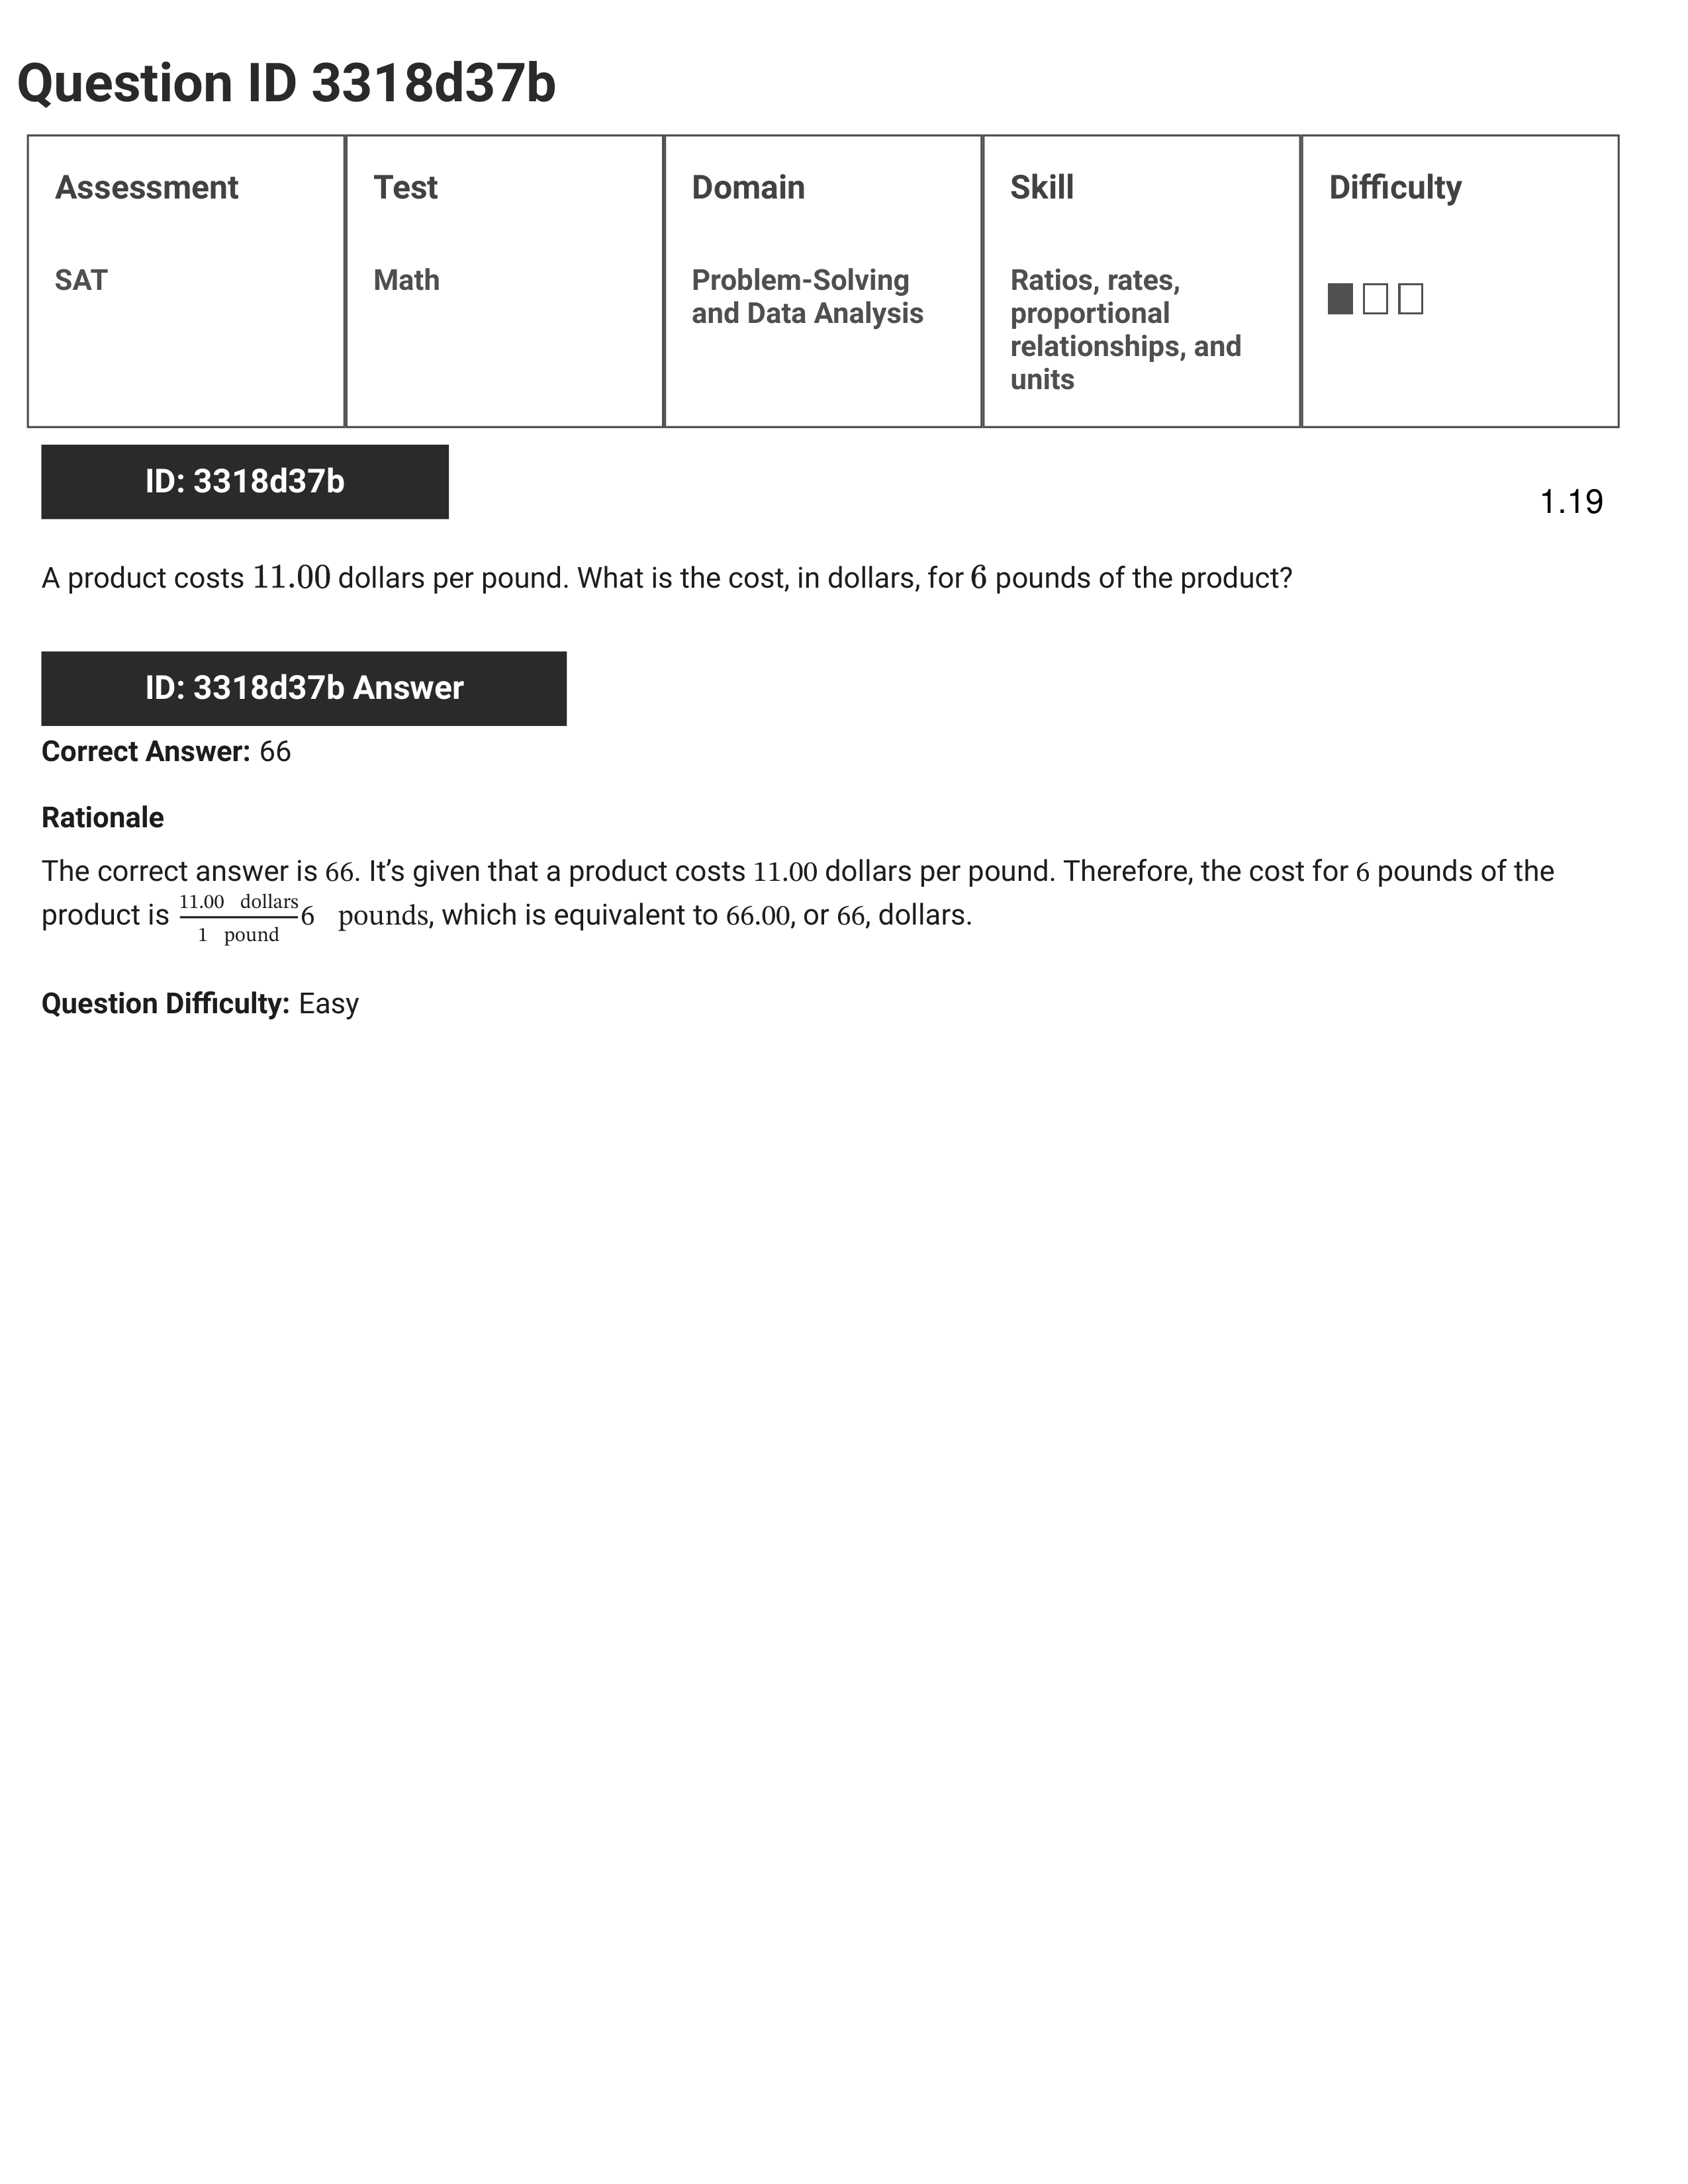 Question ID 3318d37b
Assessment
Test
Domain
Skill
Difficulty
SAT
Math
Problem-Solving
and Data Analysis
Ratios, rates,
proportional
relationships, and
units
ID: 3318d37b
1.19
A product costs 11.00 dollars per pound. What is the cost, in dollars, for 6 pounds of the product?
ID: 3318d37b Answer
Correct Answer: 66
Rationale
The correct answer is 66. It’s given that a product costs 11.00 dollars per pound. Therefore, the cost for 6 pounds of the
product is 11.00 dollars/1 pound 6 pounds, which is equivalent to 66.00, or 66, dollars.
Question Difficulty: Easy